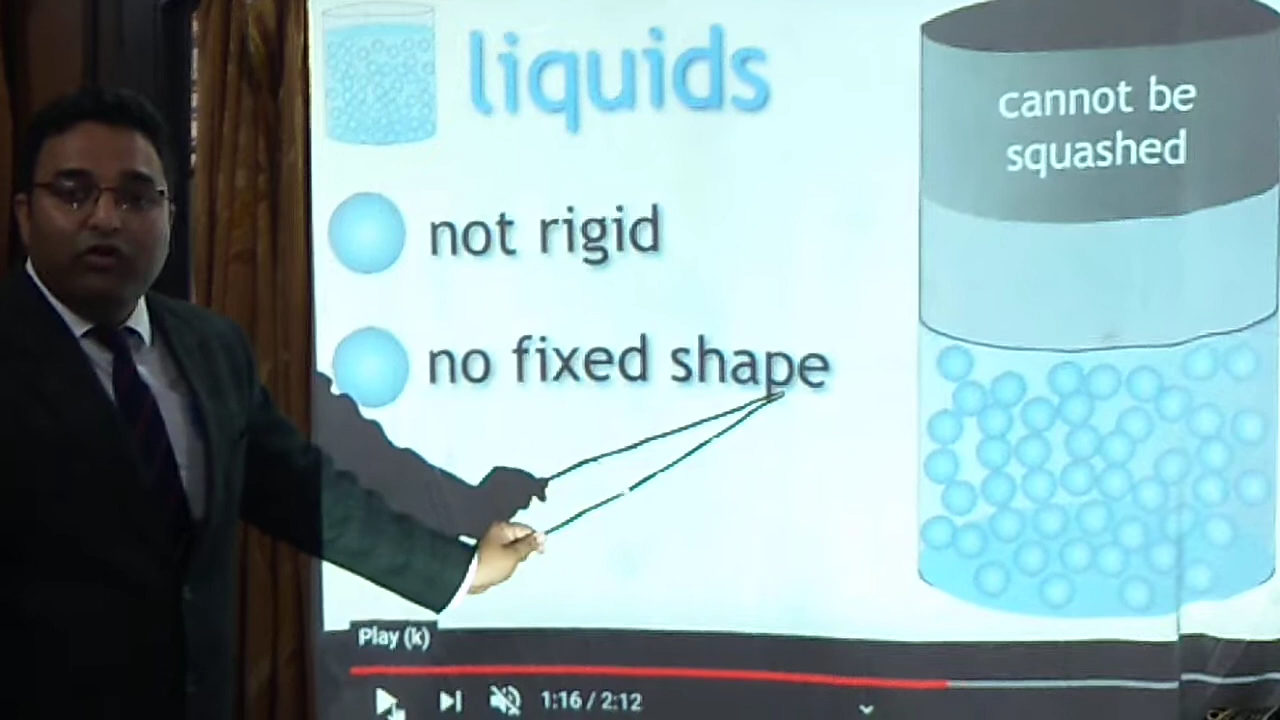 liquids
cannot be
squashed
not rigid
no fixed shape
Play (k)
1:16 / 2:12